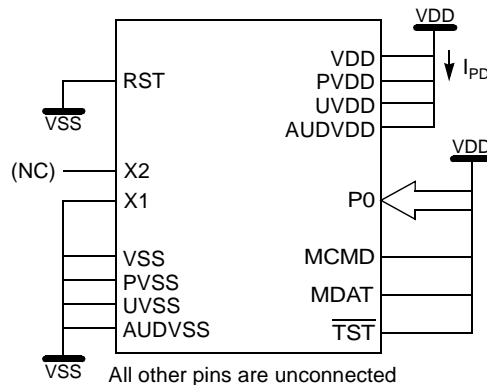 VDD
VDD
PVDD
UVDD
AUDVDD
I_PD
RST
VSS
(NC)
X2
X1
VDD
P0
VSS
PVSS
UVSS
AUDVSS
MCMD
MDAT
TST
VSS
All other pins are unconnected